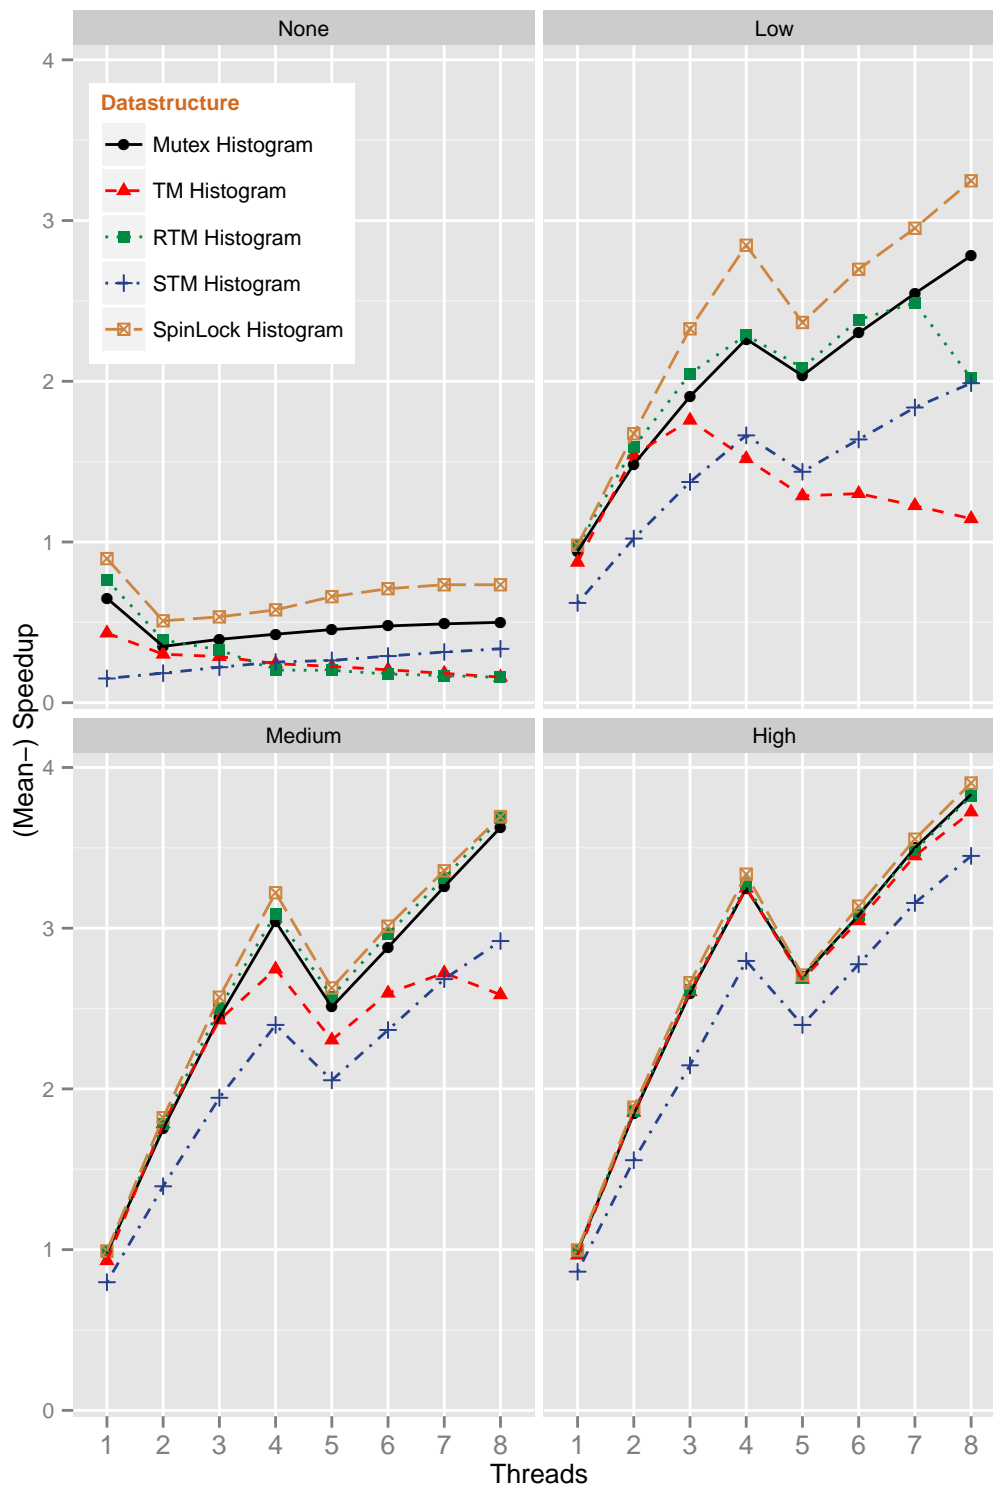 None
Low
4
3
2
1
0
Datastructure
Mutex Histogram
TM Histogram
RTM Histogram
STM Histogram
SpinLock Histogram
(Mean−) Speedup
Medium
High
4
3
2
1
0
1 2 3 4 5 6 7 8
1 2 3 4 5 6 7 8
Threads